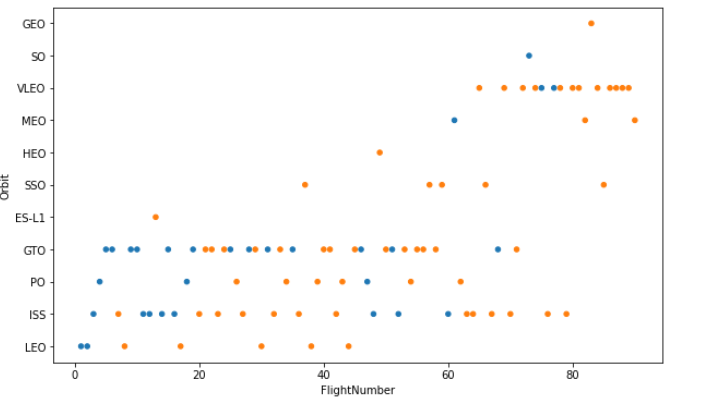 GEO
SO
VLEO
MEO
HEO
SSO
ES-L1
GTO
PO
ISS
LEO
Orbit
0 20 40 60 80
FlightNumber